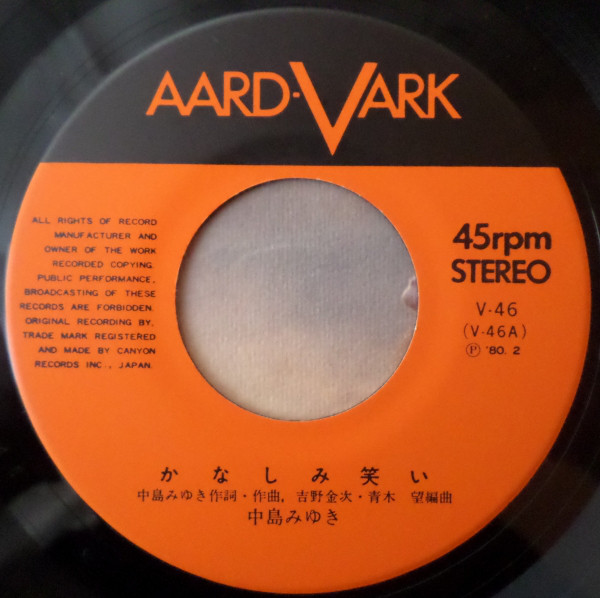 AARD-VARK
ALL RIGHTS OF RECORD
MANUFACTURER AND
OWNER OF THE WORK
RECORDED COPYING.
PUBLIC PERFORMANCE,
BROADCASTING OF THESE
RECORDS ARE FORBIDDEN.
ORIGINAL RECORDING BY,
TRADE MARK REGISTERED
AND MADE BY CANYON
RECORDS INC., JAPAN.
45rpm
STEREO
V-46
(V-46A)
Ⓟ '80. 2
かなしみ笑い
中島みゆき作詞・作曲, 吉野金次・青木 望編曲
中島みゆき